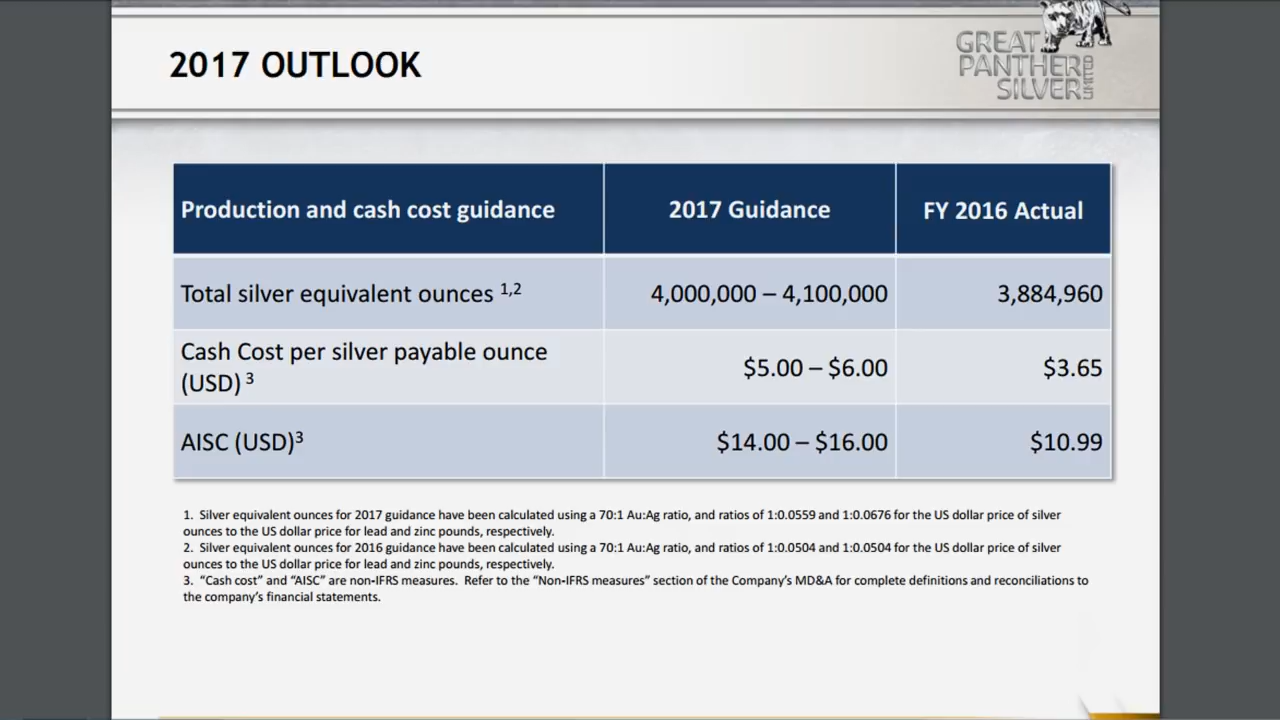 2017 OUTLOOK
GREAT
PANTHER
SILVER
LIMITED
Production and cash cost guidance
2017 Guidance
FY 2016 Actual
Total silver equivalent ounces 1,2
4,000,000 – 4,100,000
3,884,960
Cash Cost per silver payable ounce
(USD) 3
$5.00 – $6.00
$3.65
AISC (USD)3
$14.00 – $16.00
$10.99
1. Silver equivalent ounces for 2017 guidance have been calculated using a 70:1 Au:Ag ratio, and ratios of 1:0.0559 and 1:0.0676 for the US dollar price of silver
ounces to the US dollar price for lead and zinc pounds, respectively.
2. Silver equivalent ounces for 2016 guidance have been calculated using a 70:1 Au:Ag ratio, and ratios of 1:0.0504 and 1:0.0504 for the US dollar price of silver
ounces to the US dollar price for lead and zinc pounds, respectively.
3. “Cash cost” and “AISC” are non-IFRS measures. Refer to the “Non-IFRS measures” section of the Company’s MD&A for complete definitions and reconciliations to
the company’s financial statements.